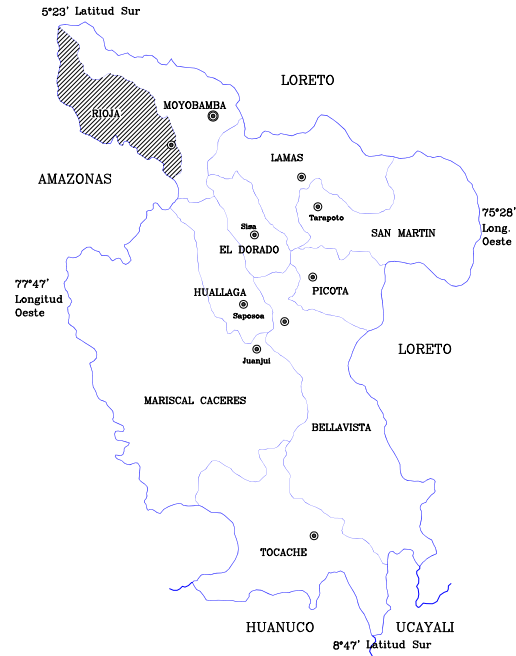 5°23' Latitud Sur
LORETO
MOYOBAMBA
RIOJA
LAMAS
AMAZONAS
Tarapoto
75°28'
Long.
Oeste
Sisa
SAN MARTIN
EL DORADO
77°47'
Longitud
Oeste
HUALLAGA
PICOTA
Saposoa
LORETO
Juanjui
MARISCAL CACERES
BELLAVISTA
TOCACHE
HUANUCO
UCAYALI
8°47' Latitud Sur